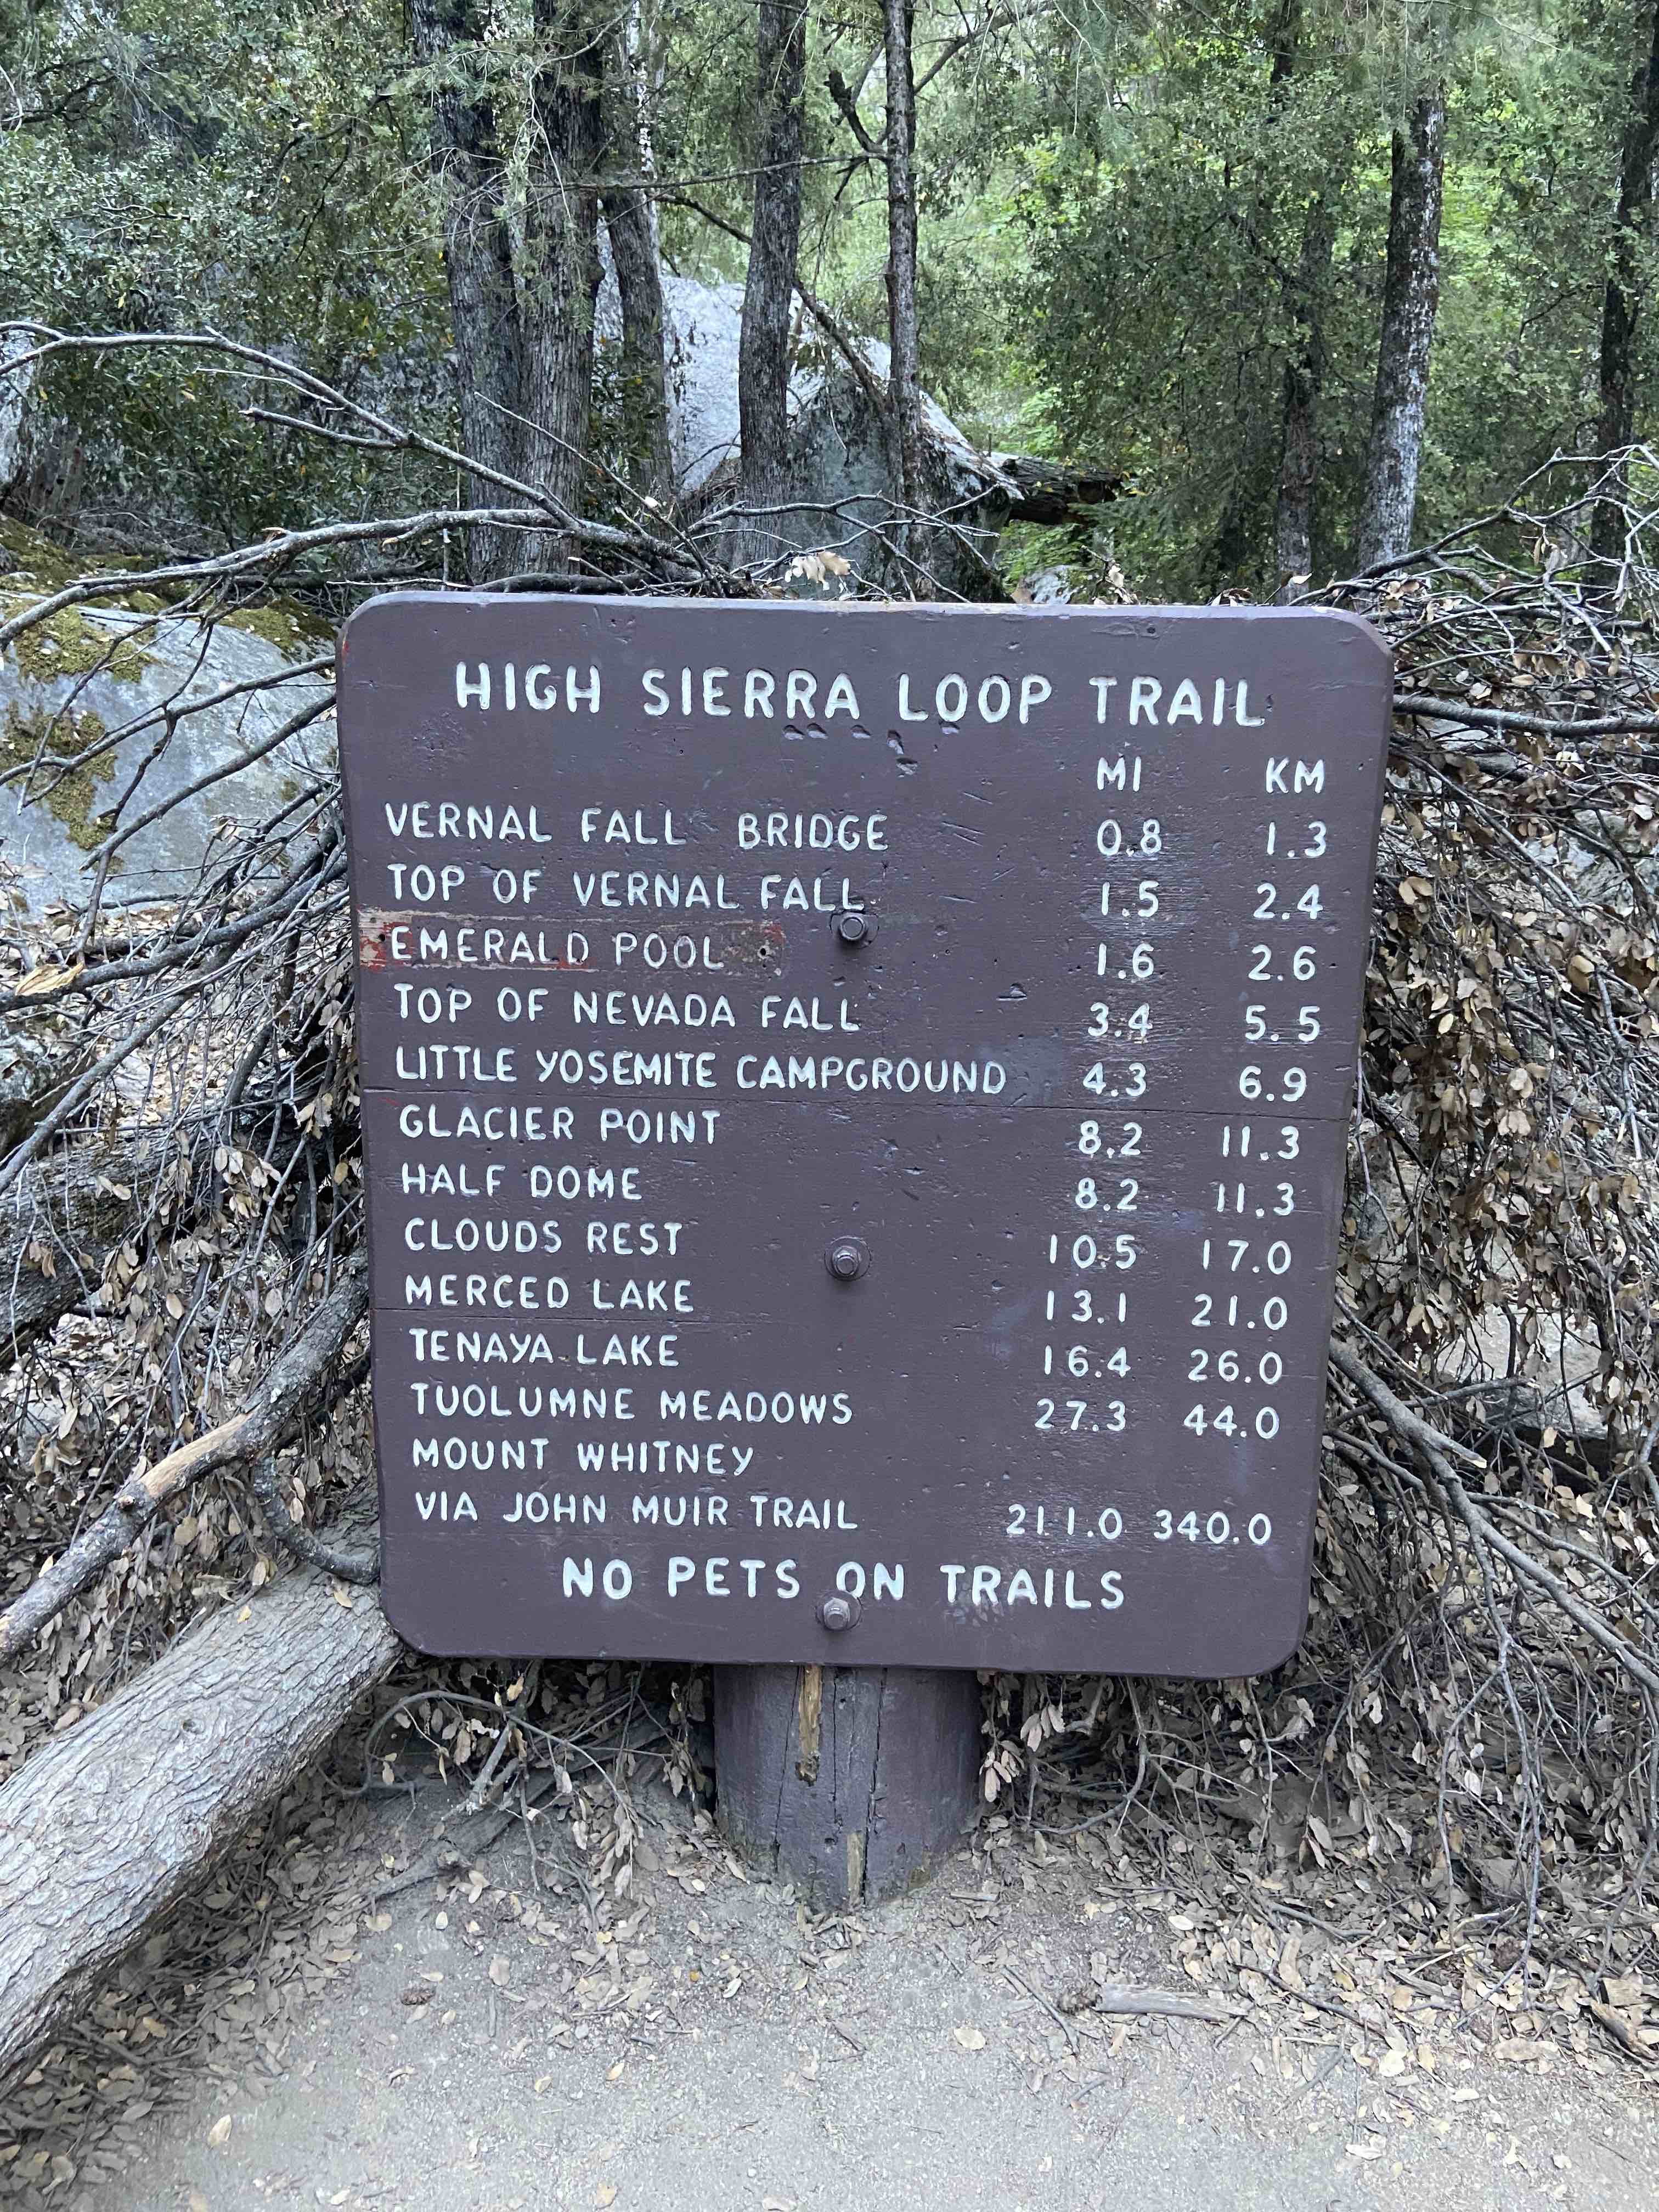 HIGH SIERRA LOOP TRAIL
MI KM
VERNAL FALL BRIDGE 0.8 1.3
TOP OF VERNAL FALL 1.5 2.4
EMERALD POOL 1.6 2.6
TOP OF NEVADA FALL 3.4 5.5
LITTLE YOSEMITE CAMPGROUND 4.3 6.9
GLACIER POINT 8.2 11.3
HALF DOME 8.2 11.3
CLOUDS REST 10.5 17.0
MERCED LAKE 13.1 21.0
TENAYA LAKE 16.4 26.0
TUOLUMNE MEADOWS 27.3 44.0
MOUNT WHITNEY
VIA JOHN MUIR TRAIL 211.0 340.0
NO PETS ON TRAILS